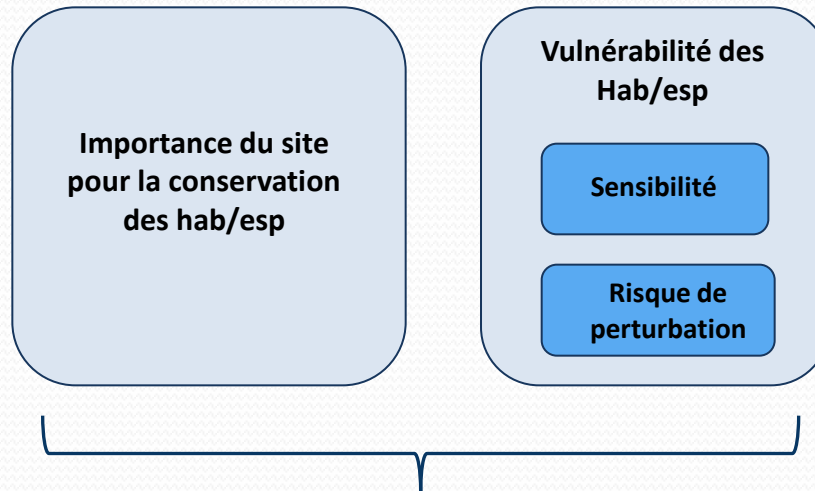 Importance du site
pour la conservation
des hab/esp
Vulnérabilité des
Hab/esp
Sensibilité
Risque de
perturbation